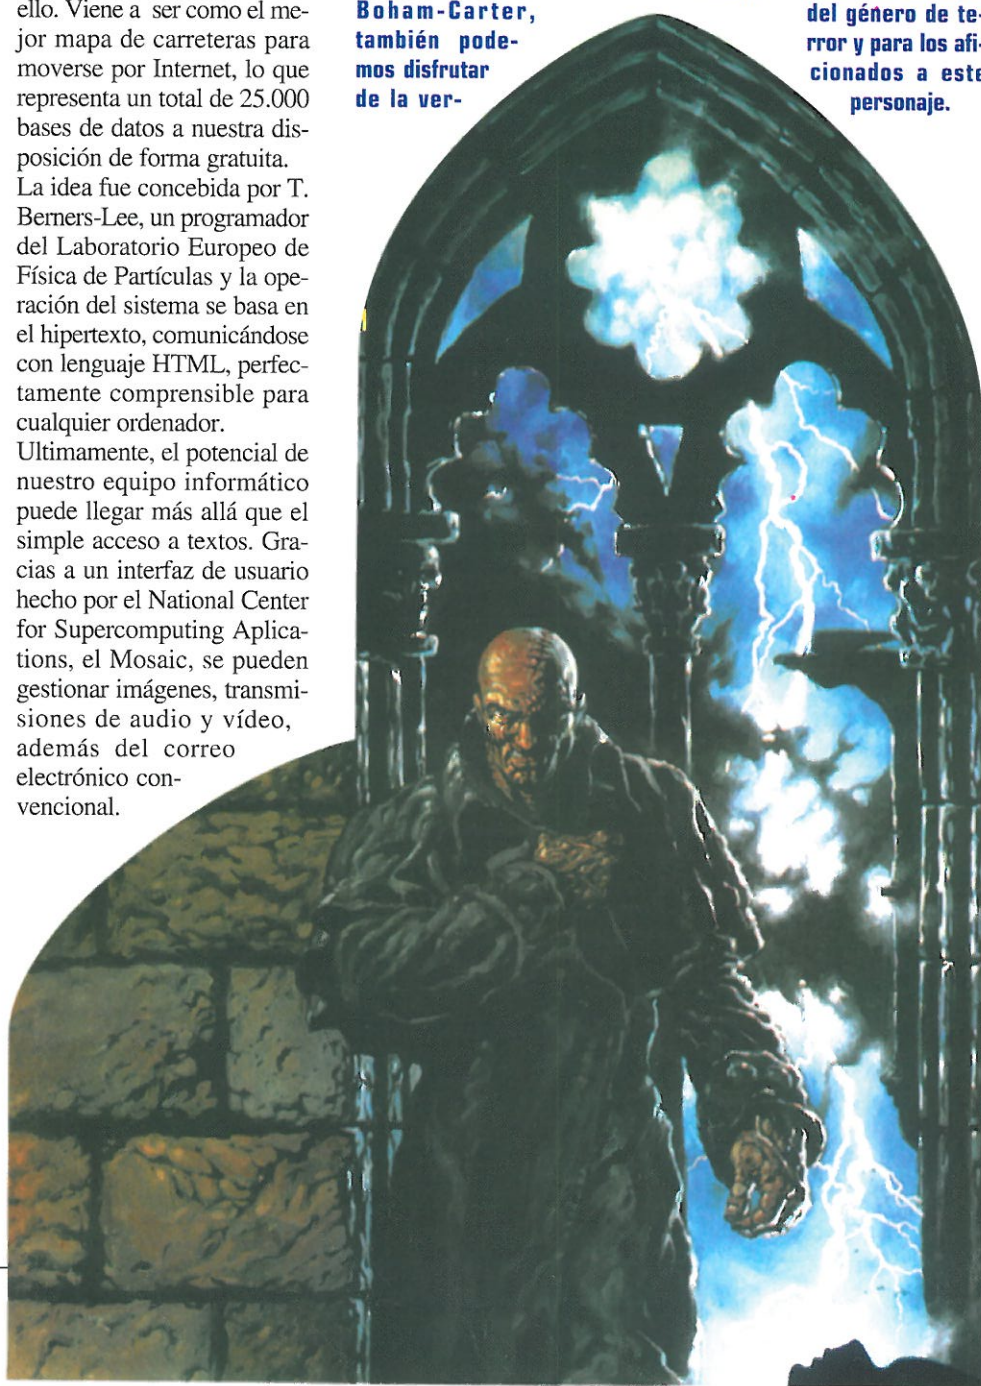 ello. Viene a ser como el me-
jor mapa de carreteras para
moverse por Internet, lo que
representa un total de 25.000
bases de datos a nuestra dis-
posición de forma gratuita.
La idea fue concebida por T.
Berners-Lee, un programador
del Laboratorio Europeo de
Física de Partículas y la ope-
ración del sistema se basa en
el hipertexto, comunicándose
con lenguaje HTML, perfec-
tamente comprensible para
cualquier ordenador.
Ultimamente, el potencial de
nuestro equipo informático
puede llegar más allá que el
simple acceso a textos. Gra-
cias a un interfaz de usuario
hecho por el National Center
for Supercomputing Aplica-
tions, el Mosaic, se pueden
gestionar imágenes, transmi-
siones de audio y vídeo,
además del correo
electrónico con-
vencional.
Boham-Carter,
también pode-
mos disfrutar
de la ver-
del género de te-
rror y para los afi-
cionados a este
personaje.